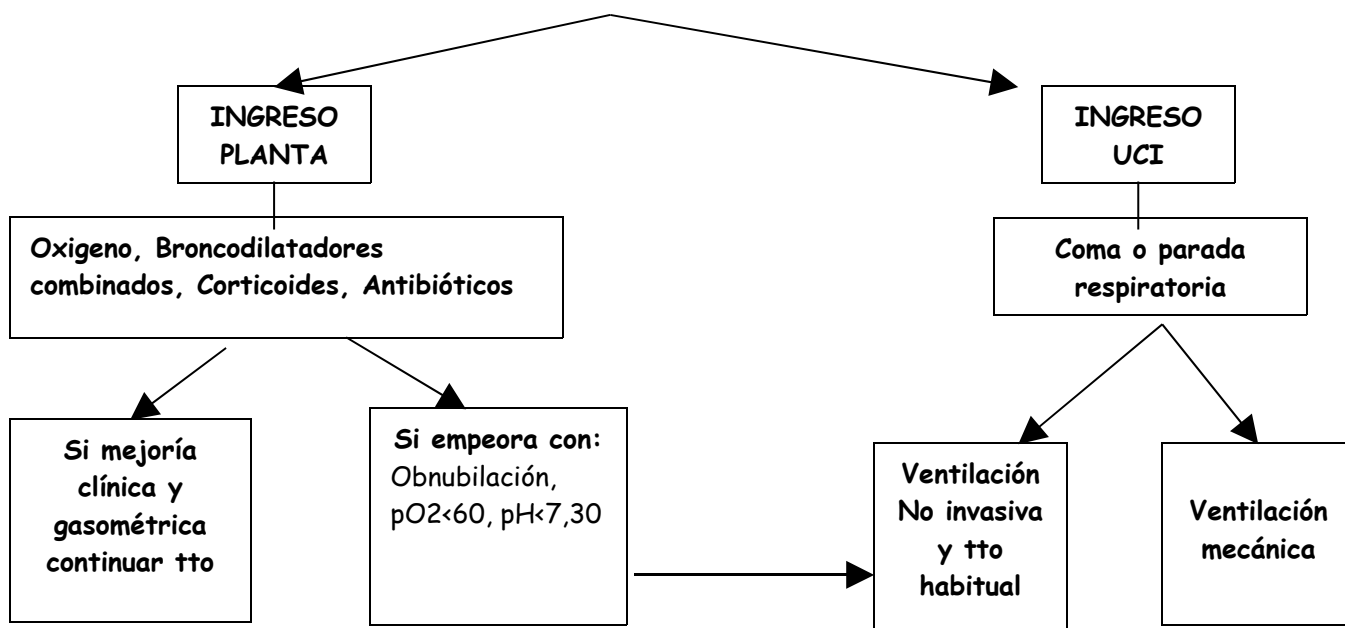 INGRESO
PLANTA
INGRESO
UCI
Oxigeno, Broncodilatadores
combinados, Corticoides, Antibióticos
Coma o parada
respiratoria
Si mejoría
clínica y
gasométrica
continuar tto
Si empeora con:
Obnubilación,
pO2<60, pH<7,30
Ventilación
No invasiva
y tto
habitual
Ventilación
mecánica